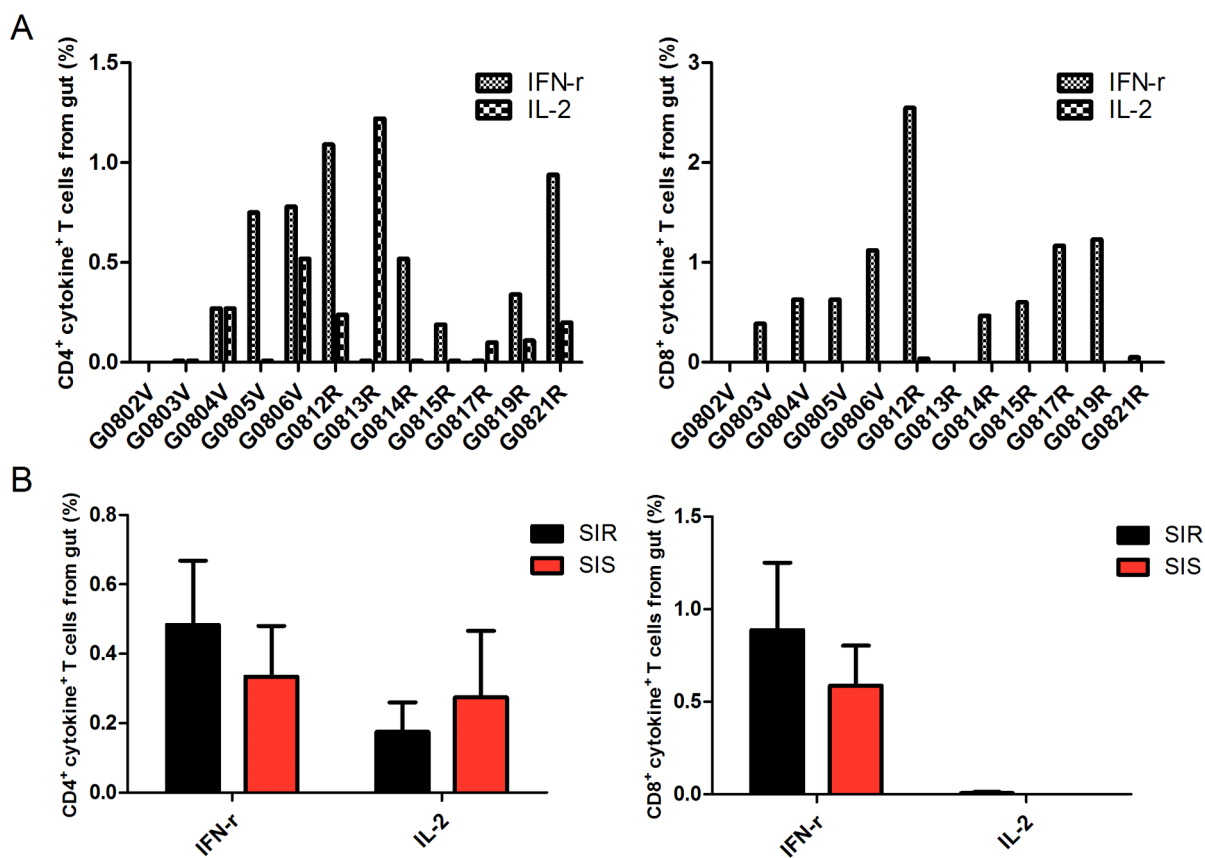 A
CD4+ cytokine+ T cells from gut (%)
1.5
1.0
0.5
0.0
IFN-r
IL-2
G0802V
G0803V
G0804V
G0805V
G0806V
G0812R
G0813R
G0814R
G0815R
G0817R
G0819R
G0821R
CD8+ cytokine+ T cells from gut (%)
3
2
1
0
IFN-r
IL-2
G0802V
G0803V
G0804V
G0805V
G0806V
G0812R
G0813R
G0814R
G0815R
G0817R
G0819R
G0821R
B
CD4+ cytokine+ T cells from gut (%)
0.8
0.6
0.4
0.2
0.0
SIR
SIS
IFN-r
IL-2
CD8+ cytokine+ T cells from gut (%)
1.5
1.0
0.5
0.0
SIR
SIS
IFN-r
IL-2